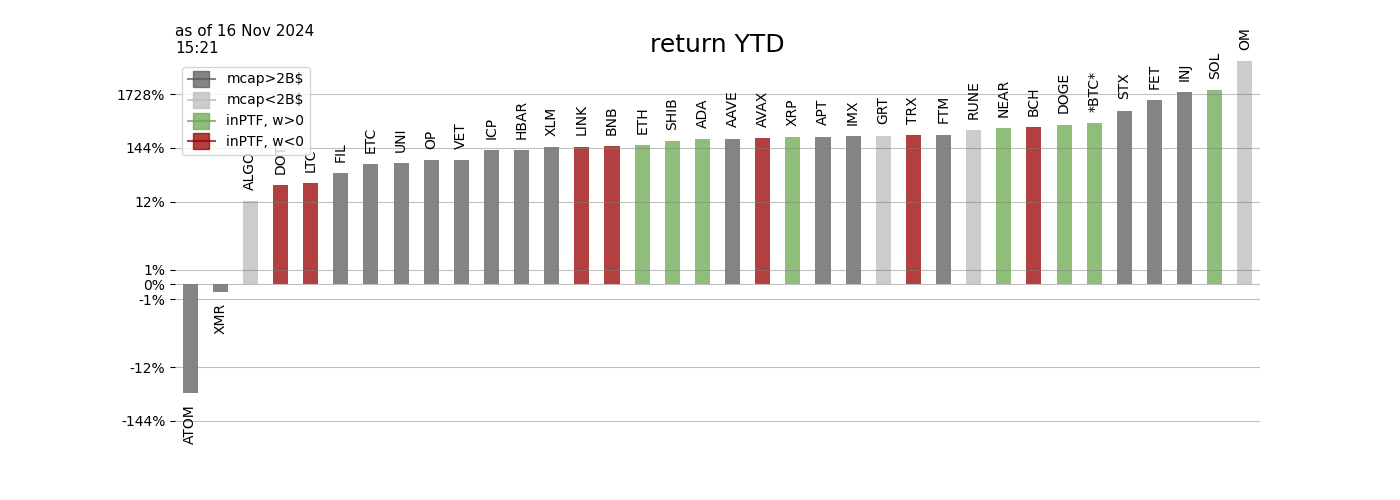 as of 16 Nov 2024
15:21
return YTD
mcap>2B$
mcap<2B$
inPTF, w>0
inPTF, w<0
1728%
144%
12%
1%
0%
-1%
-12%
-144%
ATOM
XMR
ALGO
DOT
LTC
FIL
ETC
UNI
OP
VET
ICP
HBAR
XLM
LINK
BNB
ETH
SHIB
ADA
AAVE
AVAX
XRP
APT
IMX
GRT
TRX
FTM
RUNE
NEAR
BCH
DOGE
*BTC*
STX
FET
INJ
SOL
OM